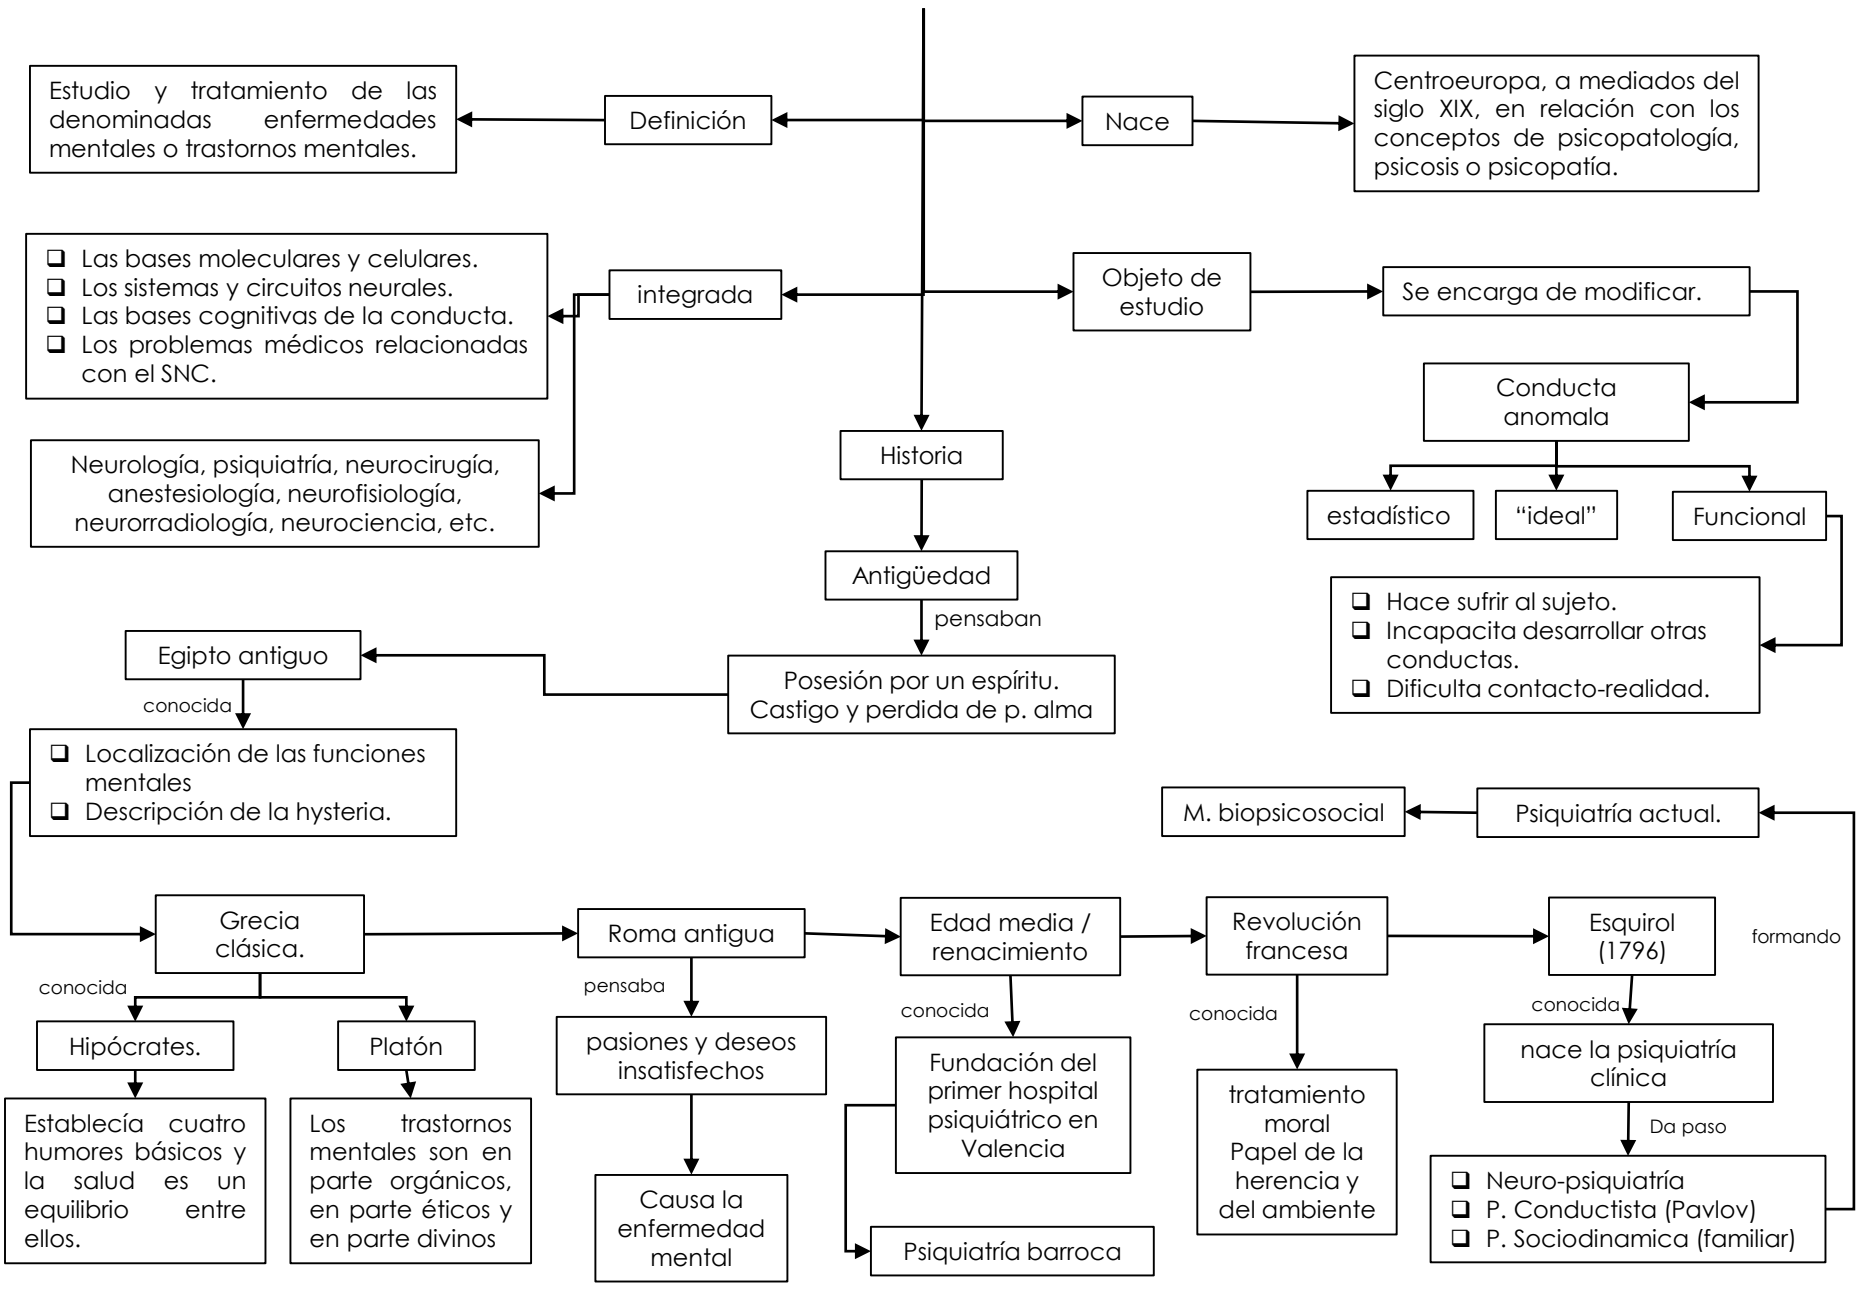 Estudio y tratamiento de las
denominadas enfermedades
mentales o trastornos mentales.
Definición
Nace
Centroeuropa, a mediados del
siglo XIX, en relación con los
conceptos de psicopatología,
psicosis o psicopatía.
❑ Las bases moleculares y celulares.
❑ Los sistemas y circuitos neurales.
❑ Las bases cognitivas de la conducta.
❑ Los problemas médicos relacionadas
con el SNC.
integrada
Objeto de
estudio
Se encarga de modificar.
Conducta
anomala
Neurología, psiquiatría, neurocirugía,
anestesiología, neurofisiología,
neurorradiología, neurociencia, etc.
Historia
estadístico
“ideal”
Funcional
Antigüedad
pensaban
❑ Hace sufrir al sujeto.
❑ Incapacita desarrollar otras
conductas.
❑ Dificulta contacto-realidad.
Egipto antiguo
Posesión por un espíritu.
Castigo y perdida de p. alma
conocida
❑ Localización de las funciones
mentales
❑ Descripción de la hysteria.
M. biopsicosocial
Psiquiatría actual.
Grecia
clásica.
Roma antigua
Edad media /
renacimiento
Revolución
francesa
Esquirol
(1796)
formando
conocida
pensaba
conocida
conocida
conocida
Hipócrates.
Platón
pasiones y deseos
insatisfechos
Fundación del
primer hospital
psiquiátrico en
Valencia
tratamiento
moral
Papel de la
herencia y
del ambiente
nace la psiquiatría
clínica
Da paso
Establecía cuatro
humores básicos y
la salud es un
equilibrio entre
ellos.
Los trastornos
mentales son en
parte orgánicos,
en parte éticos y
en parte divinos
Causa la
enfermedad
mental
Psiquiatría barroca
❑ Neuro-psiquiatría
❑ P. Conductista (Pavlov)
❑ P. Sociodinamica (familiar)